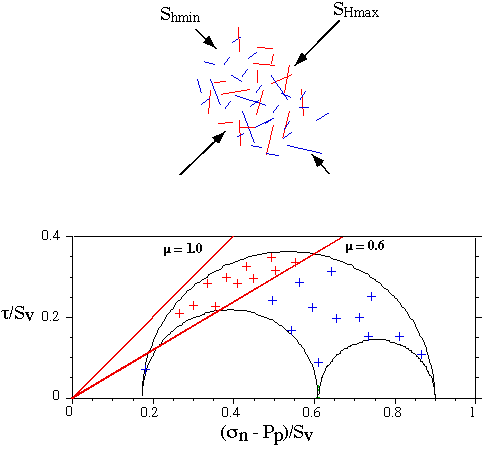 Shmin
SHmax
0.4
μ = 1.0
μ = 0.6
τ/Sv
0.2
0
0
0.2
0.4
0.6
0.8
1
(σn - Pp)/Sv